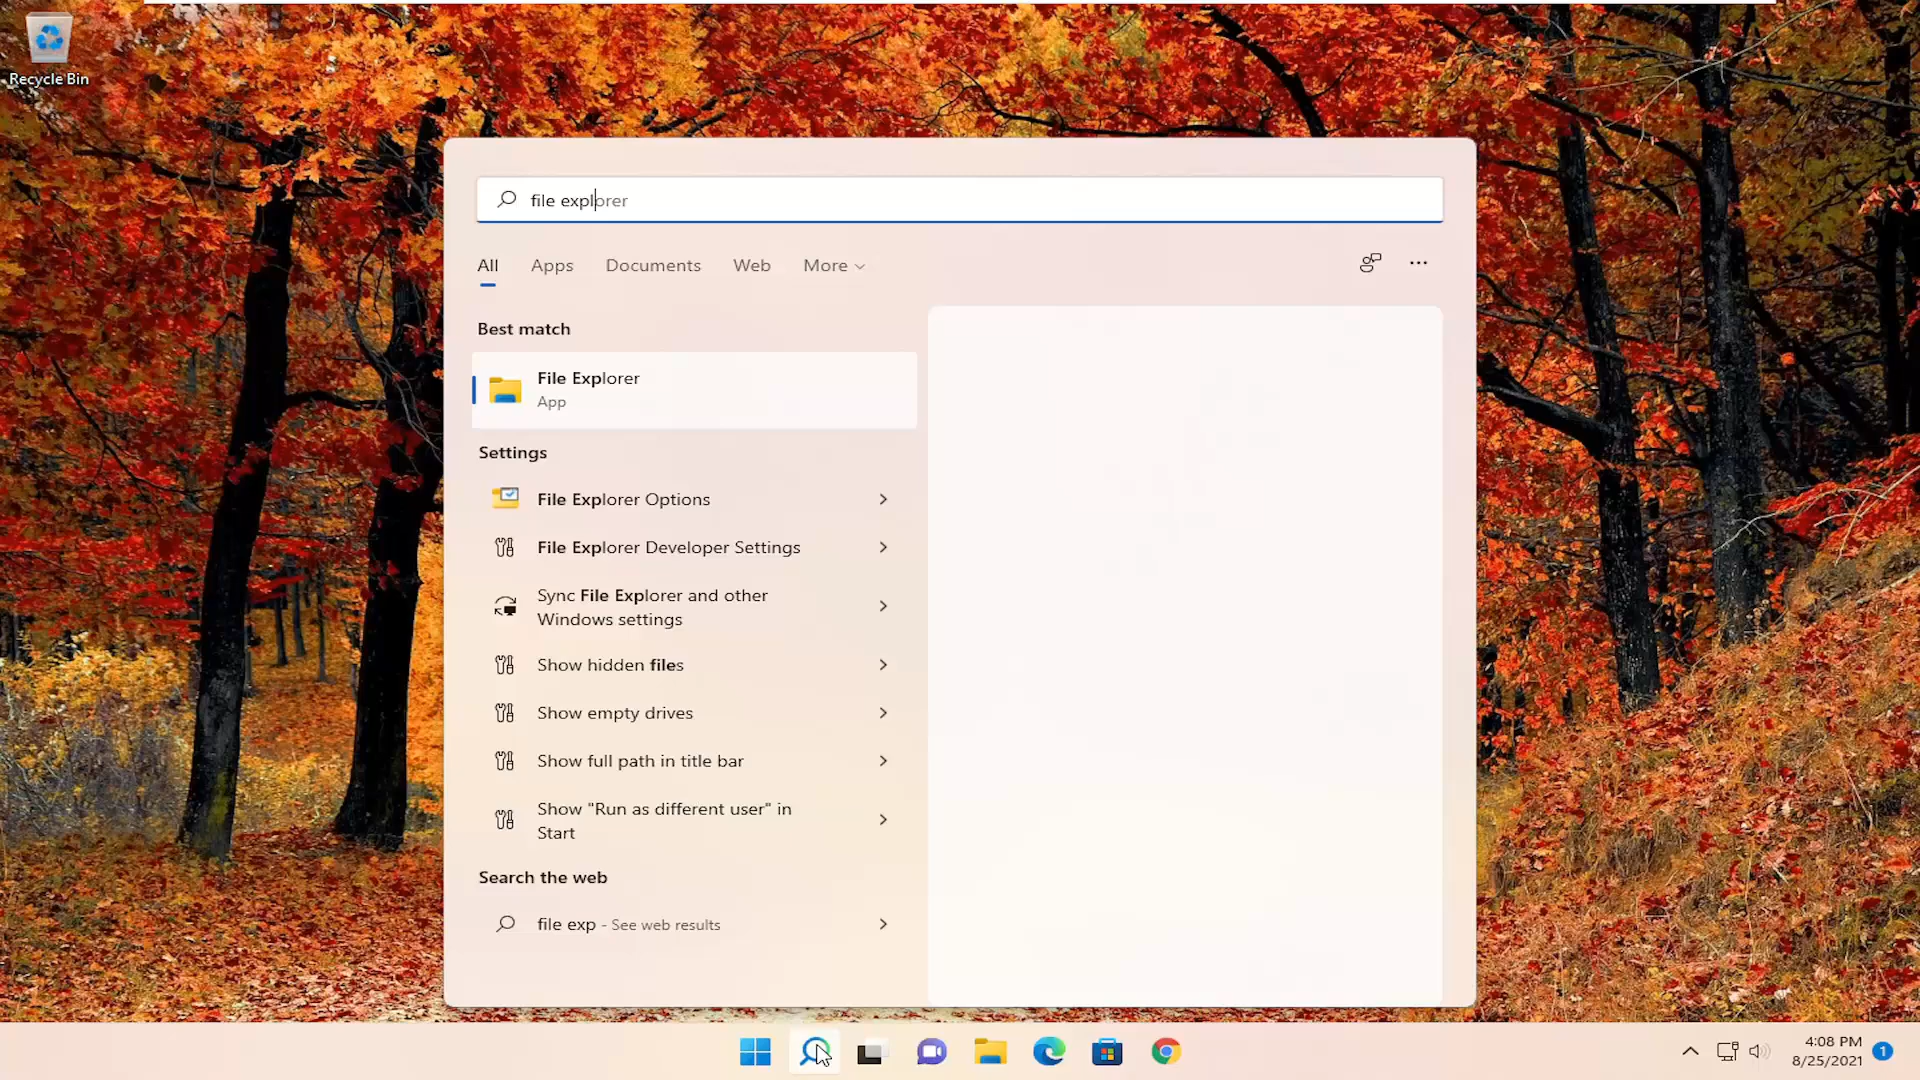 Recycle Bin
file explorer
All Apps Documents Web More
Best match
File Explorer
App
Settings
File Explorer Options
File Explorer Developer Settings
Sync File Explorer and other
Windows settings
Show hidden files
Show empty drives
Show full path in title bar
Show "Run as different user" in
Start
Search the web
file exp - See web results
4:08 PM
8/25/2021
1